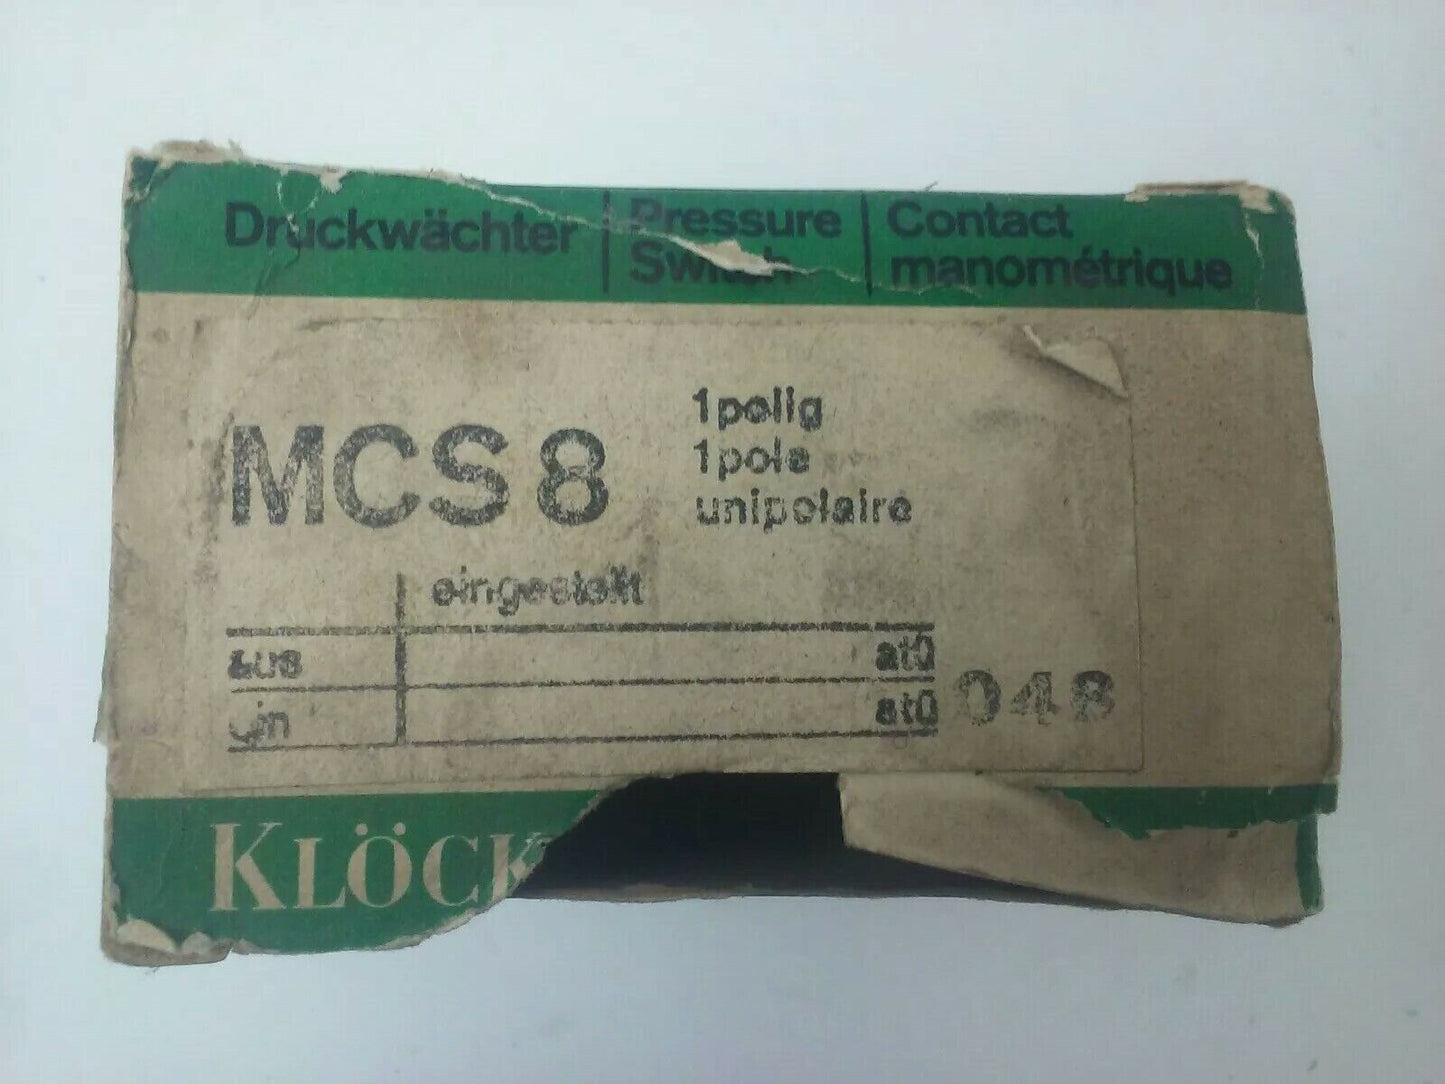 Druckwächter
Pressure
Switch
Contact
manométrique
MCS 8
1polig
1pole
unipolaire
eingestellt
aus atü
ein atü
048
KLÖCK